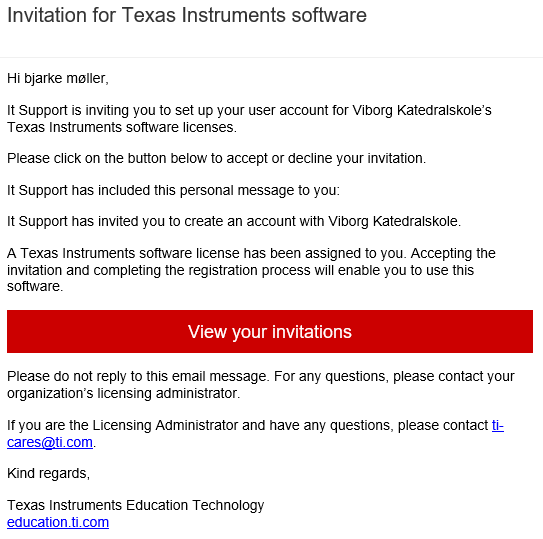 Invitation for Texas Instruments software
Hi bjarke møller,
It Support is inviting you to set up your user account for Viborg Katedralskole’s
Texas Instruments software licenses.
Please click on the button below to accept or decline your invitation.
It Support has included this personal message to you:
It Support has invited you to create an account with Viborg Katedralskole.
A Texas Instruments software license has been assigned to you. Accepting the
invitation and completing the registration process will enable you to use this
software.
View your invitations
Please do not reply to this email message. For any questions, please contact your
organization’s licensing administrator.
If you are the Licensing Administrator and have any questions, please contact ti-
cares@ti.com.
Kind regards,
Texas Instruments Education Technology
education.ti.com